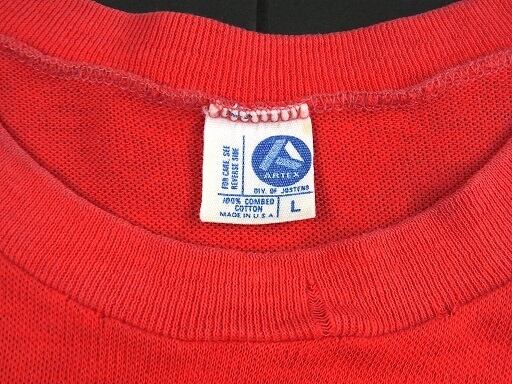 FOR CARE, SEE
REVERSE SIDE
ARTEX
DIV. OF JOSTENS
100% COMBED
COTTON
MADE IN U.S.A.
L